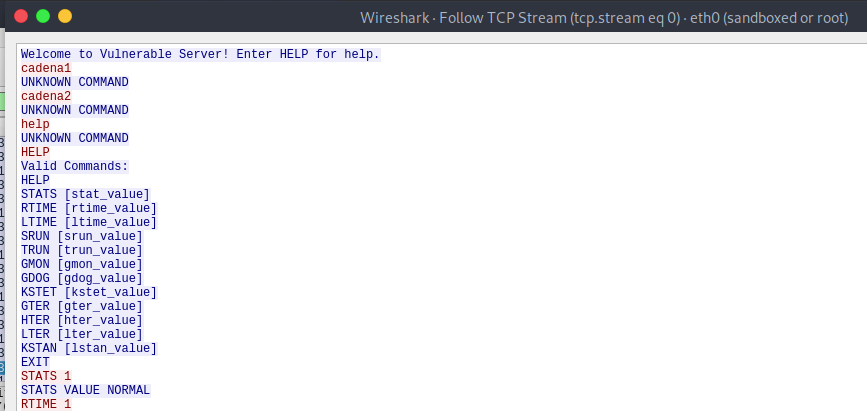 Wireshark · Follow TCP Stream (tcp.stream eq 0) · eth0 (sandboxed or root)
Welcome to Vulnerable Server! Enter HELP for help.
cadena1
UNKNOWN COMMAND
cadena2
UNKNOWN COMMAND
help
UNKNOWN COMMAND
HELP
Valid Commands:
HELP
STATS [stat_value]
RTIME [rtime_value]
LTIME [ltime_value]
SRUN [srun_value]
TRUN [trun_value]
GMON [gmon_value]
GDOG [gdog_value]
KSTET [kstet_value]
GTER [gter_value]
HTER [hter_value]
LTER [lter_value]
KSTAN [lstan_value]
EXIT
STATS 1
STATS VALUE NORMAL
RTIME 1